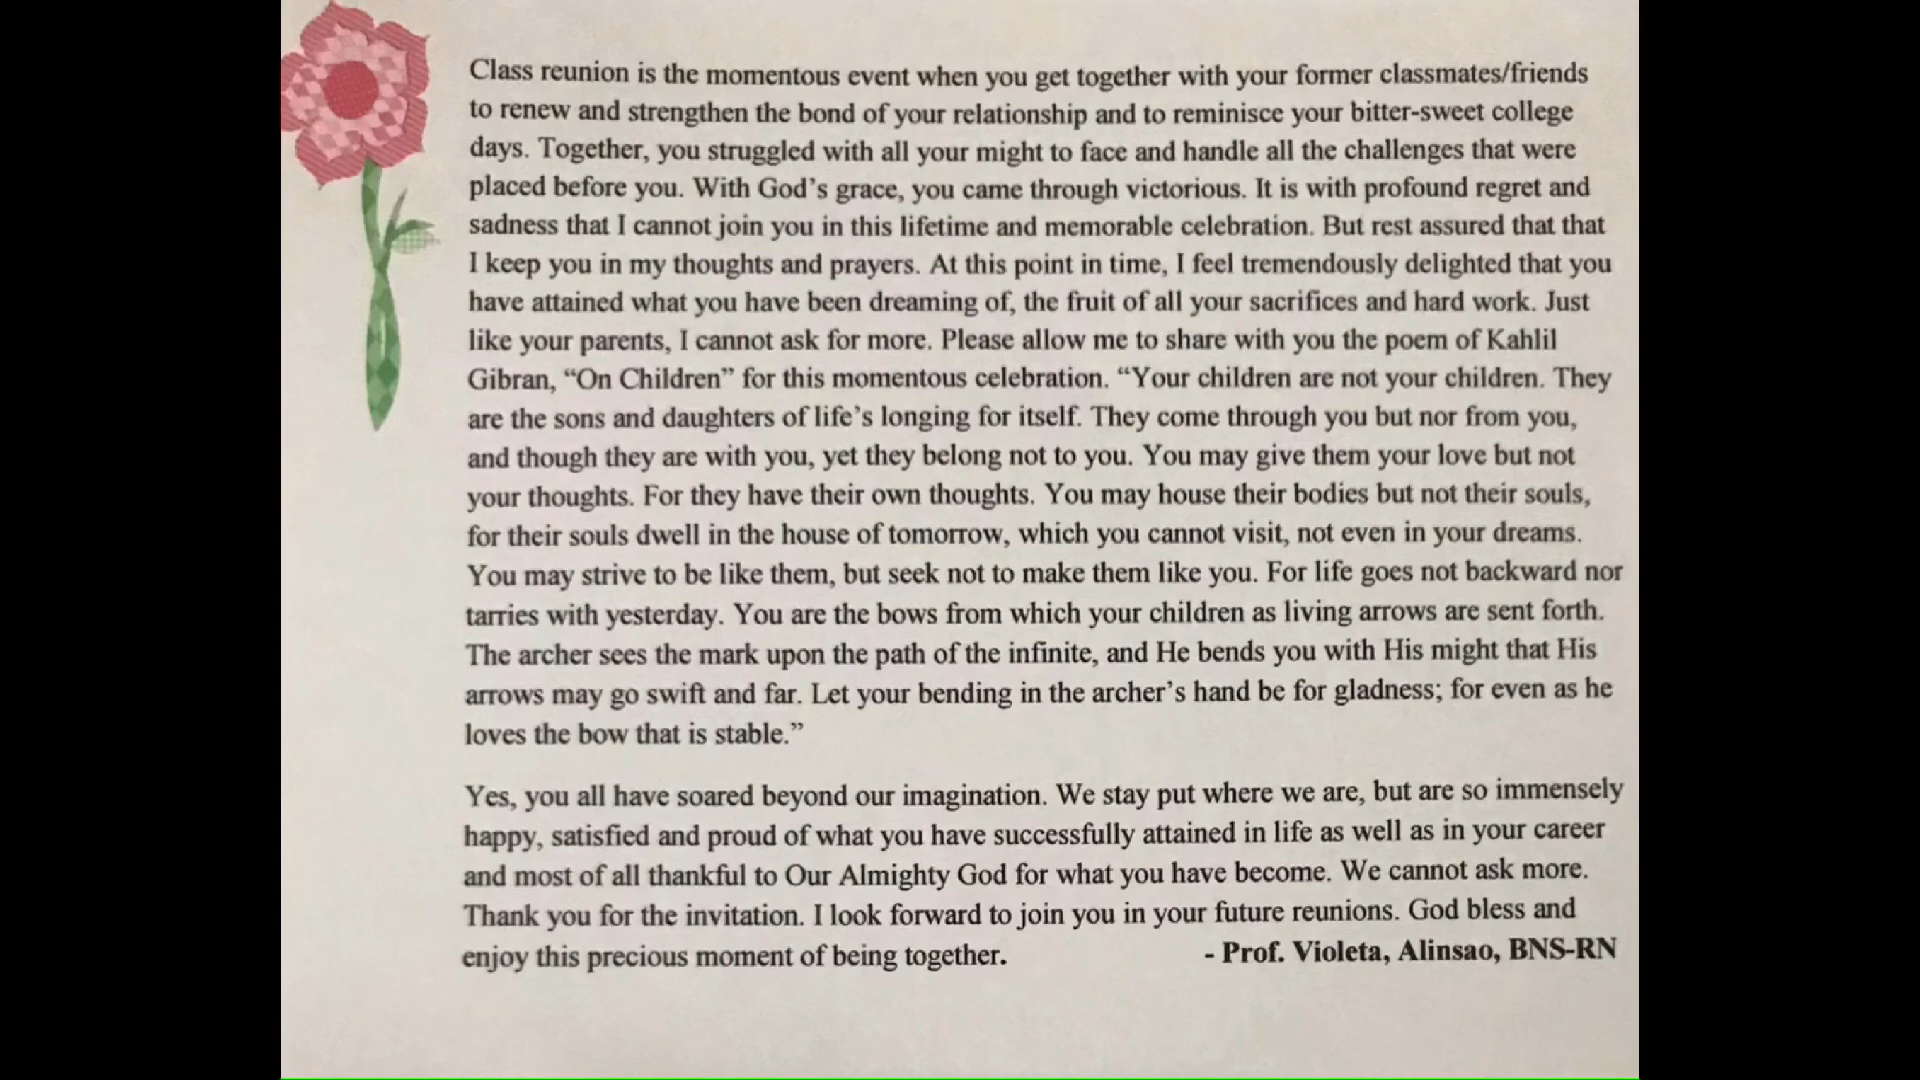 Class reunion is the momentous event when you get together with your former classmates/friends
to renew and strengthen the bond of your relationship and to reminisce your bitter-sweet college
days. Together, you struggled with all your might to face and handle all the challenges that were
placed before you. With God’s grace, you came through victorious. It is with profound regret and
sadness that I cannot join you in this lifetime and memorable celebration. But rest assured that that
I keep you in my thoughts and prayers. At this point in time, I feel tremendously delighted that you
have attained what you have been dreaming of, the fruit of all your sacrifices and hard work. Just
like your parents, I cannot ask for more. Please allow me to share with you the poem of Kahlil
Gibran, “On Children” for this momentous celebration. “Your children are not your children. They
are the sons and daughters of life’s longing for itself. They come through you but nor from you,
and though they are with you, yet they belong not to you. You may give them your love but not
your thoughts. For they have their own thoughts. You may house their bodies but not their souls,
for their souls dwell in the house of tomorrow, which you cannot visit, not even in your dreams.
You may strive to be like them, but seek not to make them like you. For life goes not backward nor
tarries with yesterday. You are the bows from which your children as living arrows are sent forth.
The archer sees the mark upon the path of the infinite, and He bends you with His might that His
arrows may go swift and far. Let your bending in the archer’s hand be for gladness; for even as he
loves the bow that is stable.”
Yes, you all have soared beyond our imagination. We stay put where we are, but are so immensely
happy, satisfied and proud of what you have successfully attained in life as well as in your career
and most of all thankful to Our Almighty God for what you have become. We cannot ask more.
Thank you for the invitation. I look forward to join you in your future reunions. God bless and
enjoy this precious moment of being together. - Prof. Violeta, Alinsao, BNS-RN